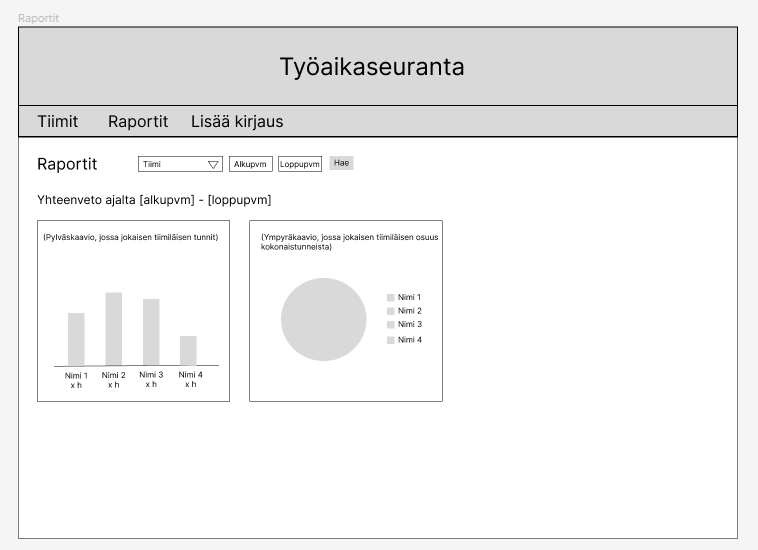 Raportit
Työaikaseuranta
Tiimit Raportit Lisää kirjaus
Raportit Tiimi Alkupvm Loppupvm Hae
Yhteenveto ajalta [alkupvm] - [loppupvm]
(Pylväskaavio, jossa jokaisen tiimiläisen tunnit)
Nimi 1 Nimi 2 Nimi 3 Nimi 4
x h x h x h x h
(Ympyräkaavio, jossa jokaisen tiimiläisen osuus
kokonaistunneista)
Nimi 1
Nimi 2
Nimi 3
Nimi 4